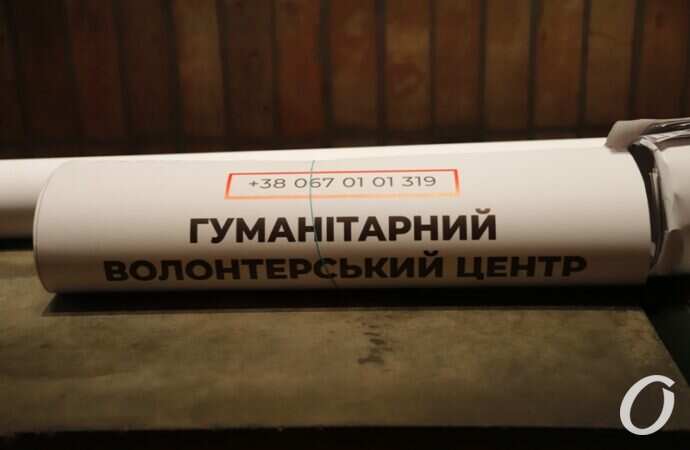 +38 067 01 01 319
ГУМАНІТАРНИЙ
ВОЛОНТЕРСЬКИЙ ЦЕНТР